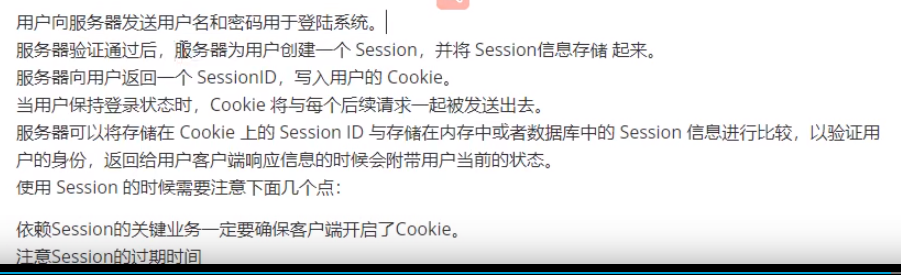 用户向服务器发送用户名和密码用于登陆系统。
服务器验证通过后，服务器为用户创建一个 Session，并将 Session信息存储 起来。
服务器向用户返回一个 SessionID，写入用户的 Cookie。
当用户保持登录状态时，Cookie 将与每个后续请求一起被发送出去。
服务器可以将存储在 Cookie 上的 Session ID 与存储在内存中或者数据库中的 Session 信息进行比较，以验证用
户的身份，返回给用户客户端响应信息的时候会附带用户当前的状态。
使用 Session 的时候需要注意下面几个点：
依赖Session的关键业务一定要确保客户端开启了Cookie。
注意Session的过期时间